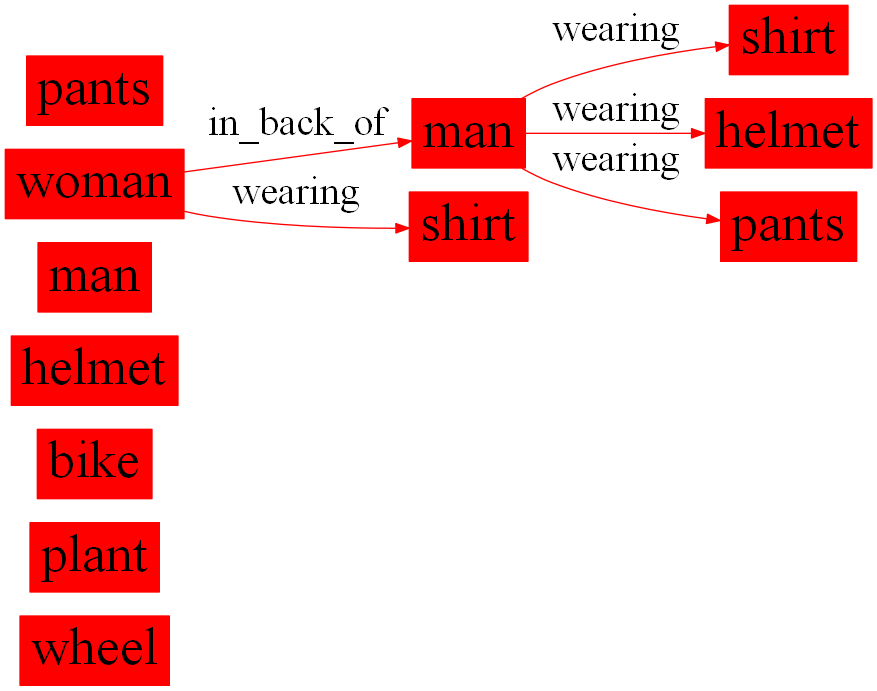 pants
woman
man
helmet
bike
plant
wheel
in_back_of
wearing
man
shirt
wearing
wearing
wearing
shirt
helmet
pants